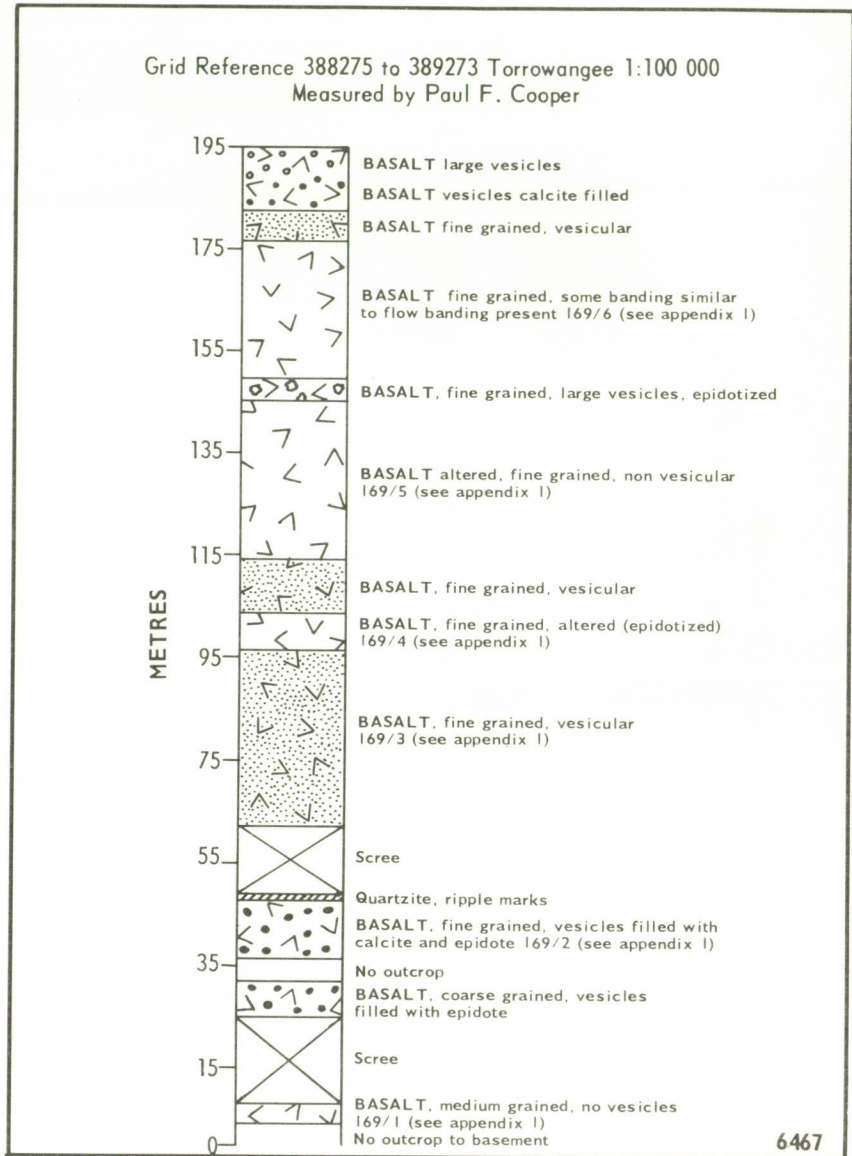 Grid Reference 388275 to 389273 Torrowangee 1:100 000
Measured by Paul F. Cooper
195
BASALT large vesicles
BASALT vesicles calcite filled
BASALT fine grained, vesicular
175
BASALT fine grained, some banding similar
to flow banding present 169/6 (see appendix I)
155
BASALT, fine grained, large vesicles, epidotized
135
BASALT altered, fine grained, non vesicular
169/5 (see appendix I)
115
BASALT, fine grained, vesicular
METRES
BASALT, fine grained, altered (epidotized)
169/4 (see appendix I)
95
BASALT, fine grained, vesicular
169/3 (see appendix I)
75
55
Scree
Quartzite, ripple marks
BASALT, fine grained, vesicles filled with
calcite and epidote 169/2 (see appendix I)
35
No outcrop
BASALT, coarse grained, vesicles
filled with epidote
15
Scree
BASALT, medium grained, no vesicles
169/1 (see appendix I)
0
No outcrop to basement
6467